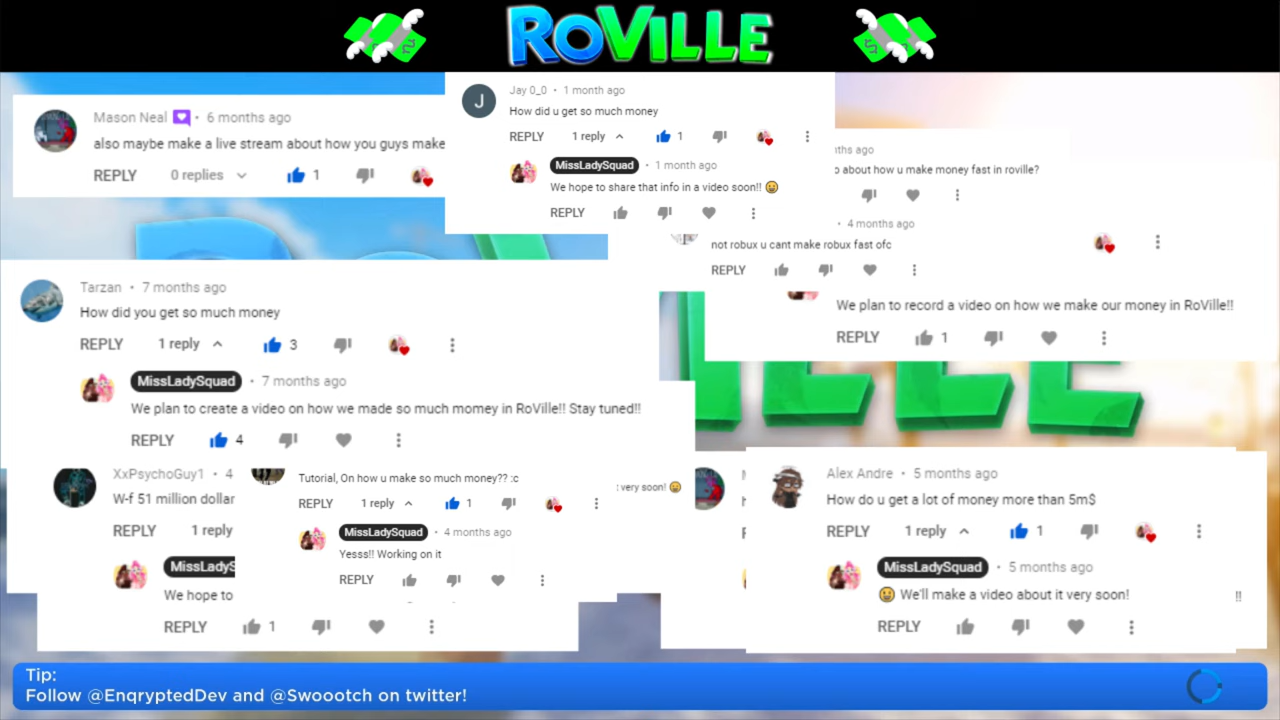 ROVILLE
Mason Neal • 6 months ago
also maybe make a live stream about how you guys make
REPLY 0 replies 1
J
Jay 0_0 • 1 month ago
How did u get so much money
REPLY 1 reply 1
MissLadySquad • 1 month ago
We hope to share that info in a video soon!! 😀
REPLY
ths ago
o about how u make money fast in roville?
• 4 months ago
not robux u cant make robux fast ofc
REPLY
We plan to record a video on how we make our money in RoVille!!
REPLY 1
Tarzan • 7 months ago
How did you get so much money
REPLY 1 reply 3
MissLadySquad • 7 months ago
We plan to create a video on how we made so much momey in RoVille!! Stay tuned!!
REPLY 4
XxPsychoGuy1 • 4
W-f 51 million dollar
REPLY 1 reply
MissLadyS
We hope to
REPLY 1
Tutorial, On how u make so much money?? :c
REPLY 1 reply 1
MissLadySquad • 4 months ago
Yesss!! Working on it
REPLY
very soon! 😀
Alex Andre • 5 months ago
How do u get a lot of money more than 5m$
REPLY 1 reply 1
MissLadySquad • 5 months ago
😀 We'll make a video about it very soon!
!!
REPLY
ILLE
Tip:
Follow @EnqryptedDev and @Swoootch on twitter!